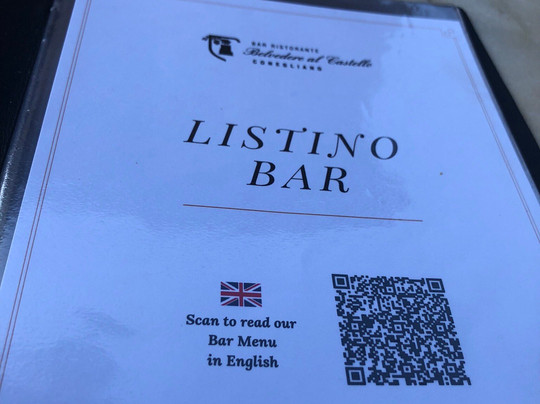 BAR RISTORANTE
Belvedere al Castello
CONEGLIANO
LISTINO
BAR
Scan to read our
Bar Menu
in English